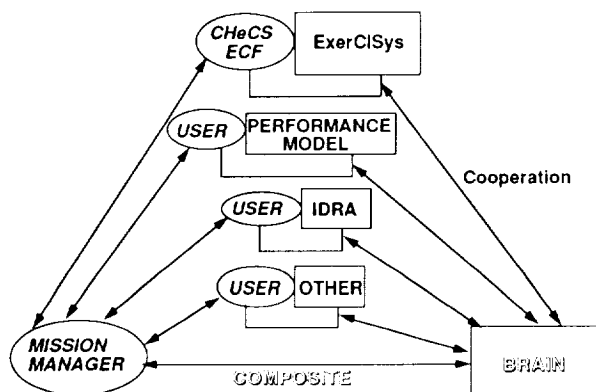 CHeCS
ECF
ExerCISys
USER
PERFORMANCE
MODEL
Cooperation
USER
IDRA
USER
OTHER
MISSION
MANAGER
COMPOSITE
BRAIN